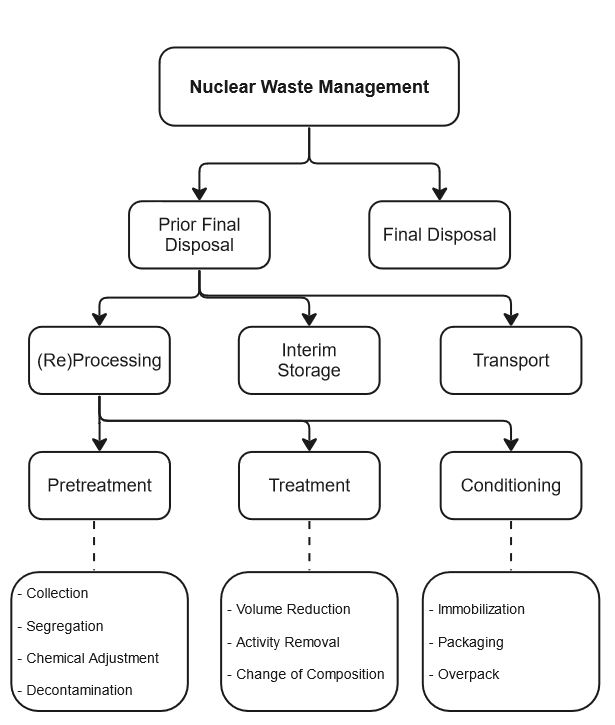 Nuclear Waste Management
Prior Final
Disposal
Final Disposal
(Re)Processing
Interim
Storage
Transport
Pretreatment
Treatment
Conditioning
- Collection
- Segregation
- Chemical Adjustment
- Decontamination
- Volume Reduction
- Activity Removal
- Change of Composition
- Immobilization
- Packaging
- Overpack